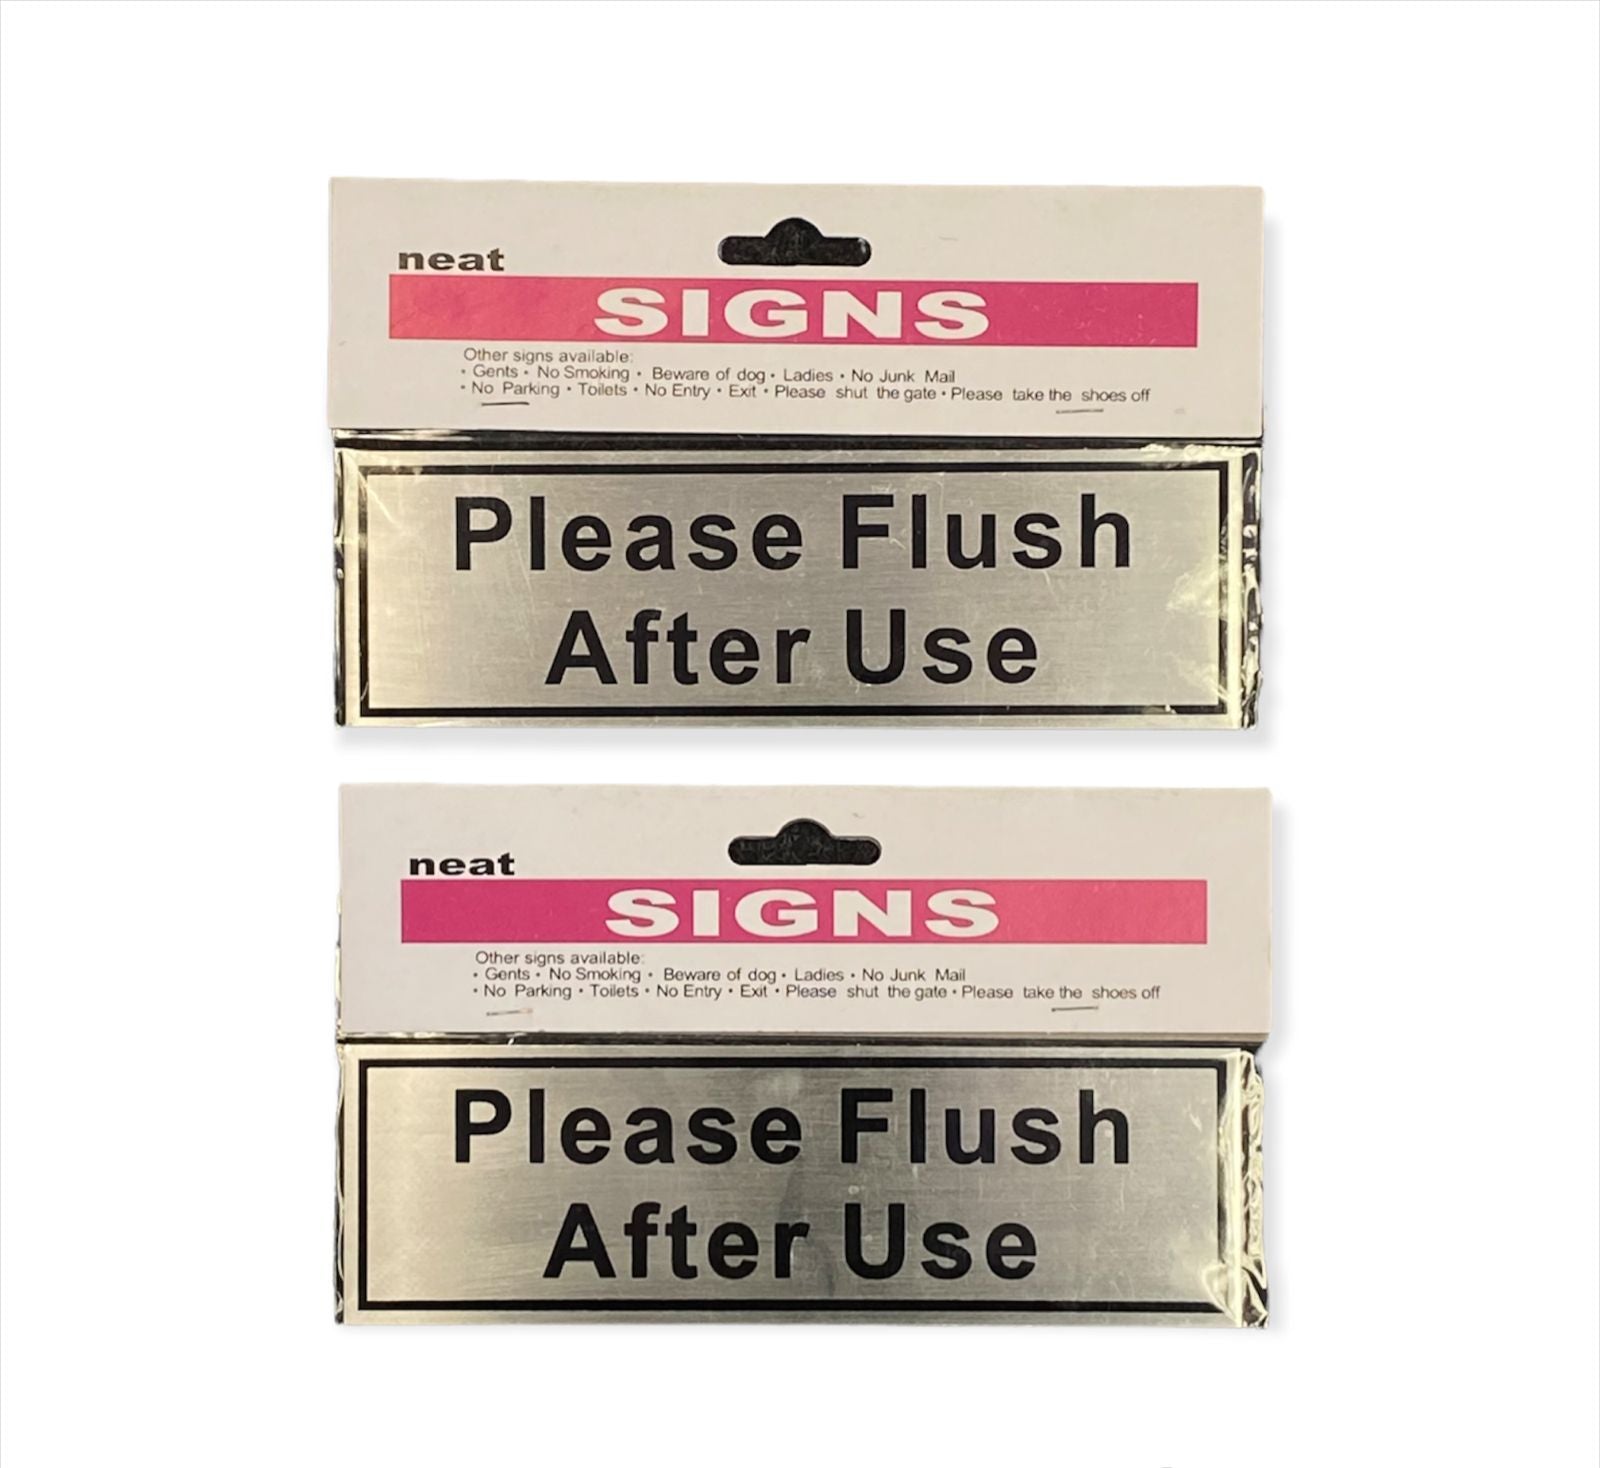 neat
SIGNS
Other signs available:
• Gents • No Smoking • Beware of dog • Ladies • No Junk Mail
• No Parking • Toilets • No Entry • Exit • Please shut the gate • Please take the shoes off
Please Flush
After Use
neat
SIGNS
Other signs available:
• Gents • No Smoking • Beware of dog • Ladies • No Junk Mail
• No Parking • Toilets • No Entry • Exit • Please shut the gate • Please take the shoes off
Please Flush
After Use